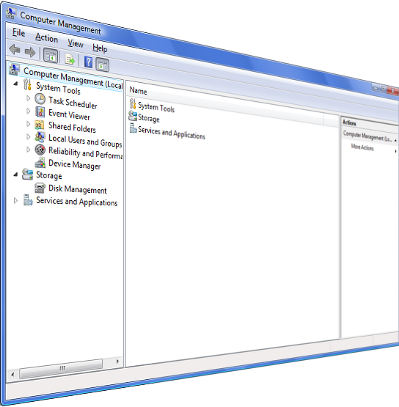 Computer Management
File Action View Help
Computer Management (Local
System Tools
Task Scheduler
Event Viewer
Shared Folders
Local Users and Groups
Reliability and Performa
Device Manager
Storage
Disk Management
Services and Applications
Name
System Tools
Storage
Services and Applications
Actions
Computer Management (Lo...
More Actions